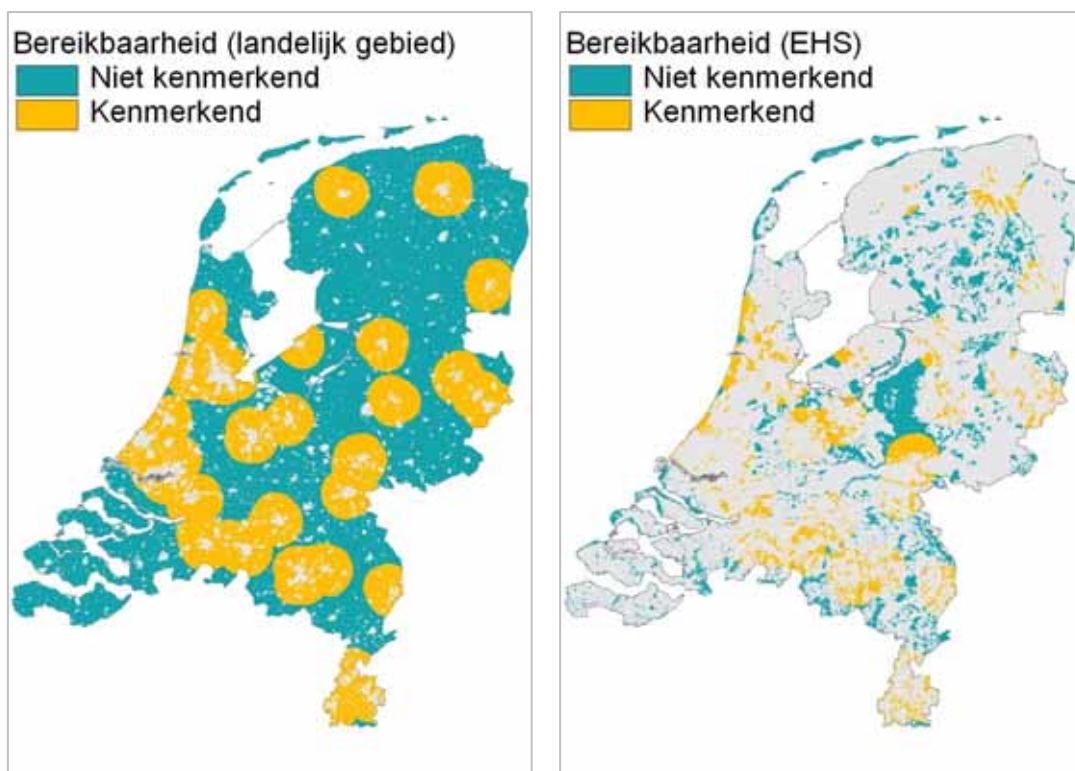 Bereikbaarheid (landelijk gebied)
Niet kenmerkend
Kenmerkend
Bereikbaarheid (EHS)
Niet kenmerkend
Kenmerkend